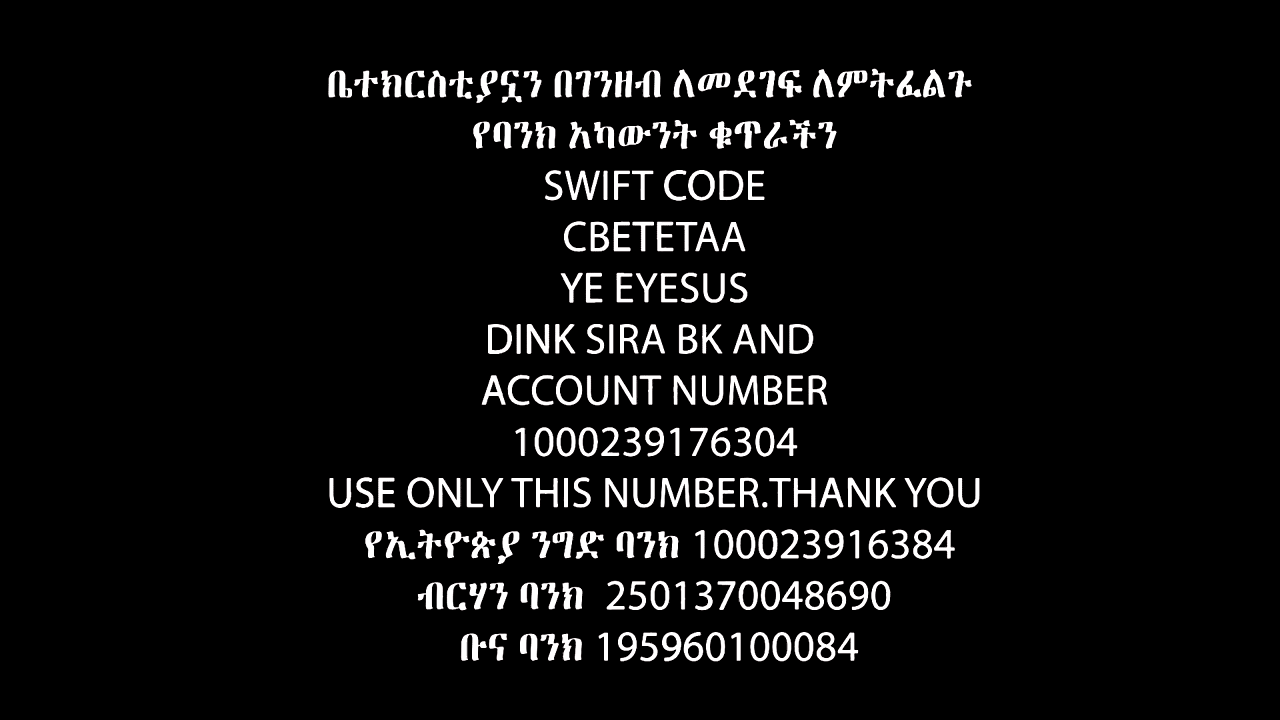 ቤተክርስቲያኗን በገንዘብ ለመደገፍ ለምትፈልጉ
የባንክ አካውንት ቁጥራችን
SWIFT CODE
CBETETAA
YE EYESUS
DINK SIRA BK AND
ACCOUNT NUMBER
1000239176304
USE ONLY THIS NUMBER.THANK YOU
የኢትዮጵያ ንግድ ባንክ 100023916384
ብርሃን ባንክ 2501370048690
ቡና ባንክ 195960100084